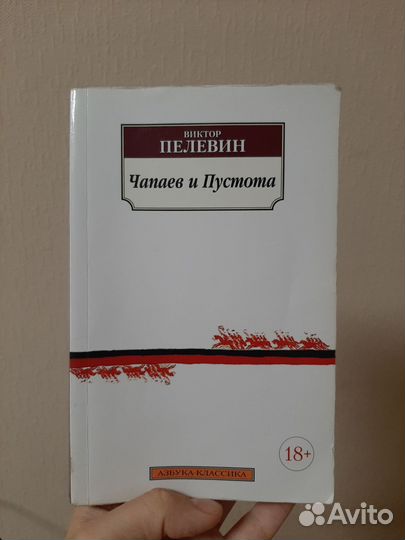 ВИКТОР
ПЕЛЕВИН
Чапаев и Пустота
18+
АЗБУКА-КЛАССИКА
Avito